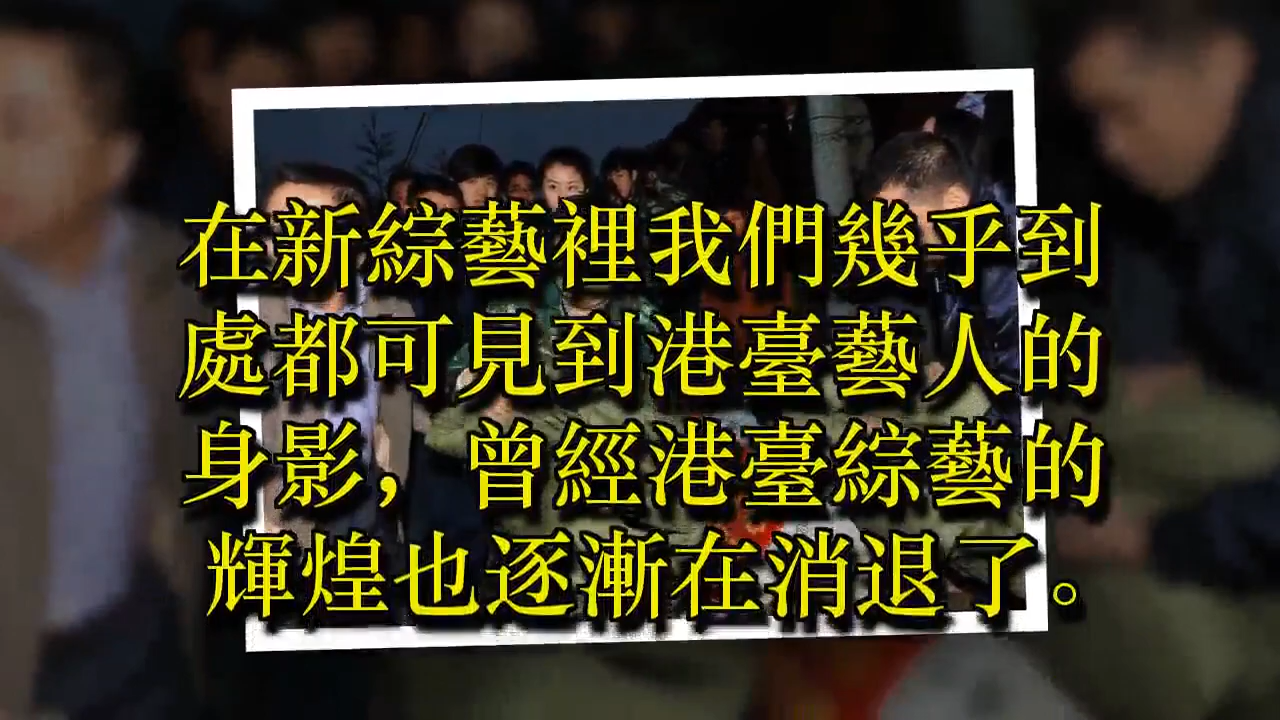 在新綜藝裡我們幾乎到
處都可見到港臺藝人的
身影，曾經港臺綜藝的
輝煌也逐漸在消退了。